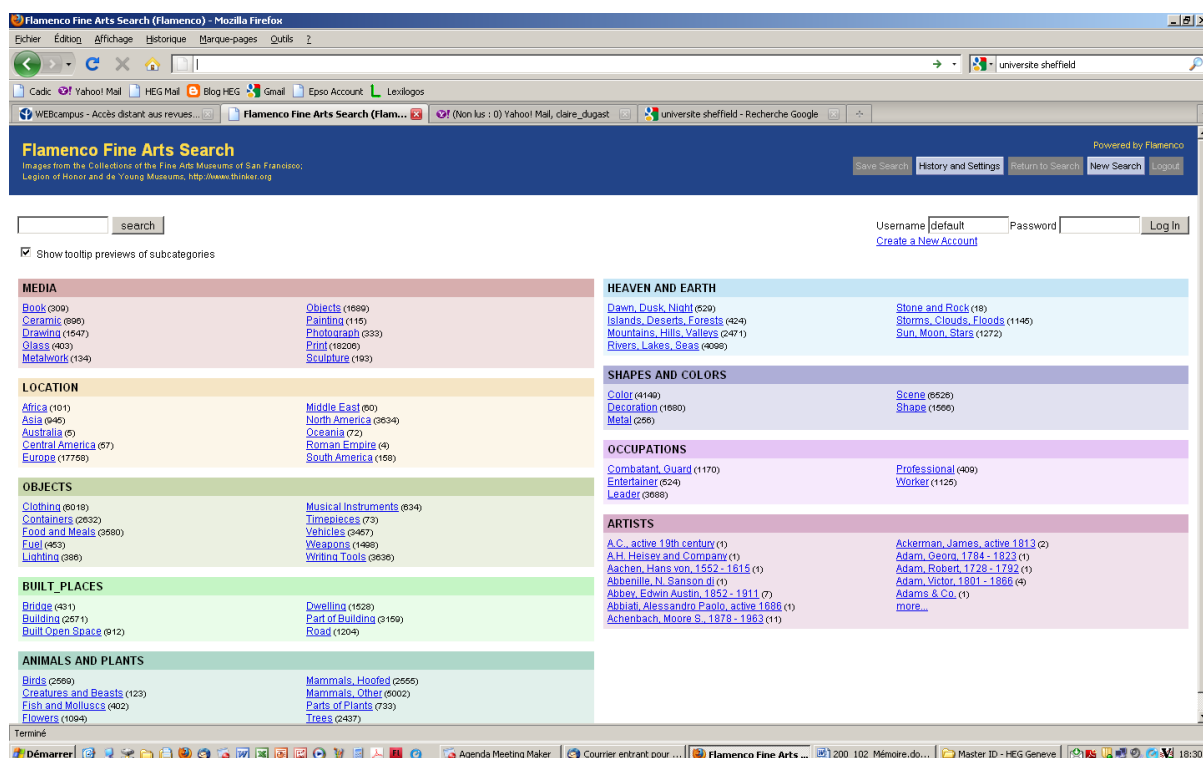 Flamenco Fine Arts Search (Flamenco) - Mozilla Firefox
Fichier Édition Affichage Historique Marque-pages Outils ?
universite sheffield
Cadic Yahoo! Mail HEG Mail Blog HEG Gmail Epso Account Lexilogos
WEBcampus - Accès distant aus revues... Flamenco Fine Arts Search (Flam... (Non lus : 0) Yahoo! Mail, claire_dugast universite sheffield - Recherche Google
Flamenco Fine Arts Search
Powered by Flamenco
Images from the Collections of the Fine Arts Museums of San Francisco;
Legion of Honor and de Young Museums, http://www.thinker.org
Save Search History and Settings Return to Search New Search Logout
search
Username default Password Log In
Create a New Account
Show tooltip previews of subcategories
MEDIA
Book (309)
Ceramic (896)
Drawing (1547)
Glass (403)
Metalwork (134)
Objects (1689)
Painting (115)
Photograph (333)
Print (18206)
Sculpture (193)
LOCATION
Africa (101)
Asia (945)
Australia (5)
Central America (57)
Europe (17758)
Middle East (60)
North America (3634)
Oceania (72)
Roman Empire (4)
South America (158)
OBJECTS
Clothing (6018)
Containers (2632)
Food and Meals (3580)
Fuel (453)
Lighting (386)
Musical Instruments (634)
Timepieces (73)
Vehicles (3457)
Weapons (1498)
Writing Tools (3636)
BUILT_PLACES
Bridge (431)
Building (2571)
Built Open Space (912)
Dwelling (1528)
Part of Building (3159)
Road (1204)
ANIMALS AND PLANTS
Birds (2569)
Creatures and Beasts (123)
Fish and Molluscs (402)
Flowers (1094)
Mammals, Hoofed (2555)
Mammals, Other (5002)
Parts of Plants (733)
Trees (2437)
HEAVEN AND EARTH
Dawn, Dusk, Night (529)
Islands, Deserts, Forests (424)
Mountains, Hills, Valleys (2471)
Rivers, Lakes, Seas (4098)
Stone and Rock (18)
Storms, Clouds, Floods (1145)
Sun, Moon, Stars (1272)
SHAPES AND COLORS
Color (4149)
Decoration (1680)
Metal (256)
Scene (6526)
Shape (1566)
OCCUPATIONS
Combatant, Guard (1170)
Entertainer (524)
Leader (3688)
Professional (409)
Worker (1125)
ARTISTS
A.C., active 19th century (1)
A.H. Heisey and Company (1)
Aachen, Hans von, 1552 - 1615 (1)
Abbenille, N. Sanson di (1)
Abbey, Edwin Austin, 1852 - 1911 (7)
Abbiati, Alessandro Paolo, active 1686 (1)
Achenbach, Moore S., 1878 - 1963 (11)
Ackerman, James, active 1813 (2)
Adam, Georg, 1784 - 1823 (1)
Adam, Robert, 1728 - 1792 (1)
Adam, Victor, 1801 - 1866 (4)
Adams & Co. (1)
more...
Terminé
Démarrer Agenda Meeting Maker Courrier entrant pour ... Flamenco Fine Arts ... 200_102_Mémoire.do... Master ID - HEG Geneve 18:30